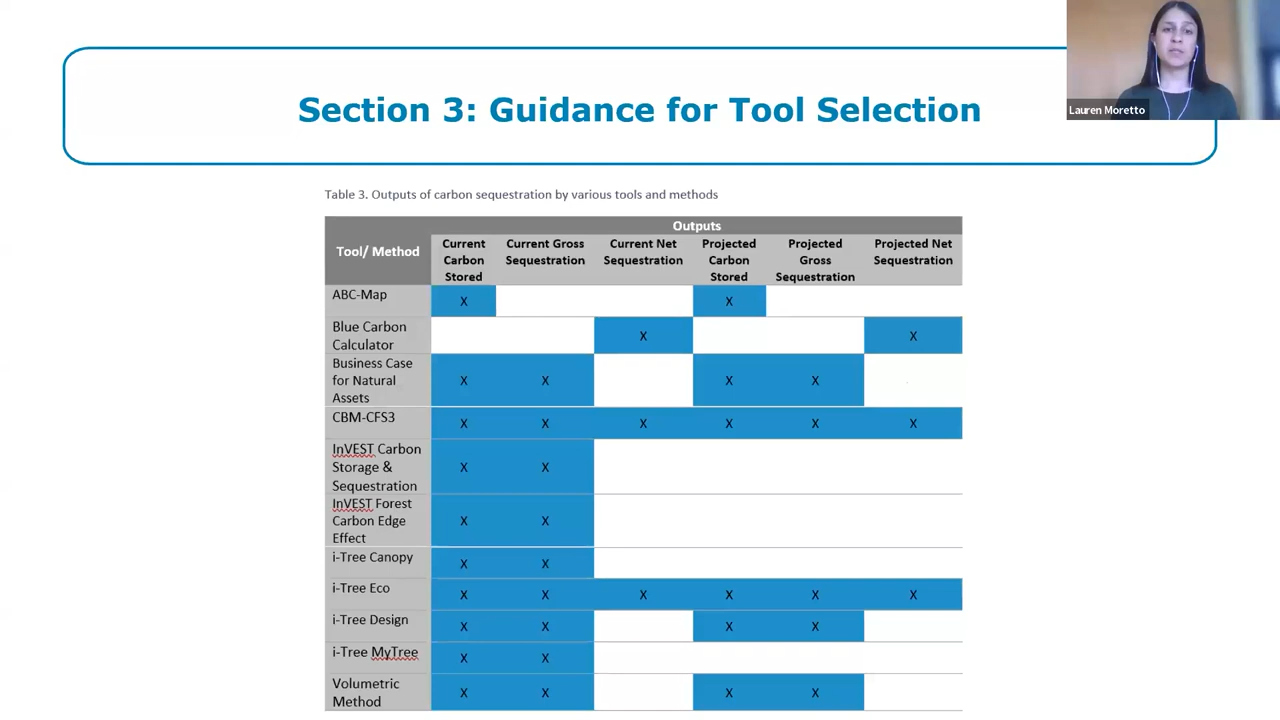 Lauren Moretto
Section 3: Guidance for Tool Selection
Table 3. Outputs of carbon sequestration by various tools and methods
Tool/ Method
Outputs
Current Carbon Stored
Current Gross Sequestration
Current Net Sequestration
Projected Carbon Stored
Projected Gross Sequestration
Projected Net Sequestration
ABC-Map X X
Blue Carbon Calculator X X
Business Case for Natural Assets X X X X
CBM-CFS3 X X X X X X
InVEST Carbon Storage & Sequestration X X
InVEST Forest Carbon Edge Effect X X
i-Tree Canopy X X
i-Tree Eco X X X X X X
i-Tree Design X X X X
i-Tree MyTree X X
Volumetric Method X X X X